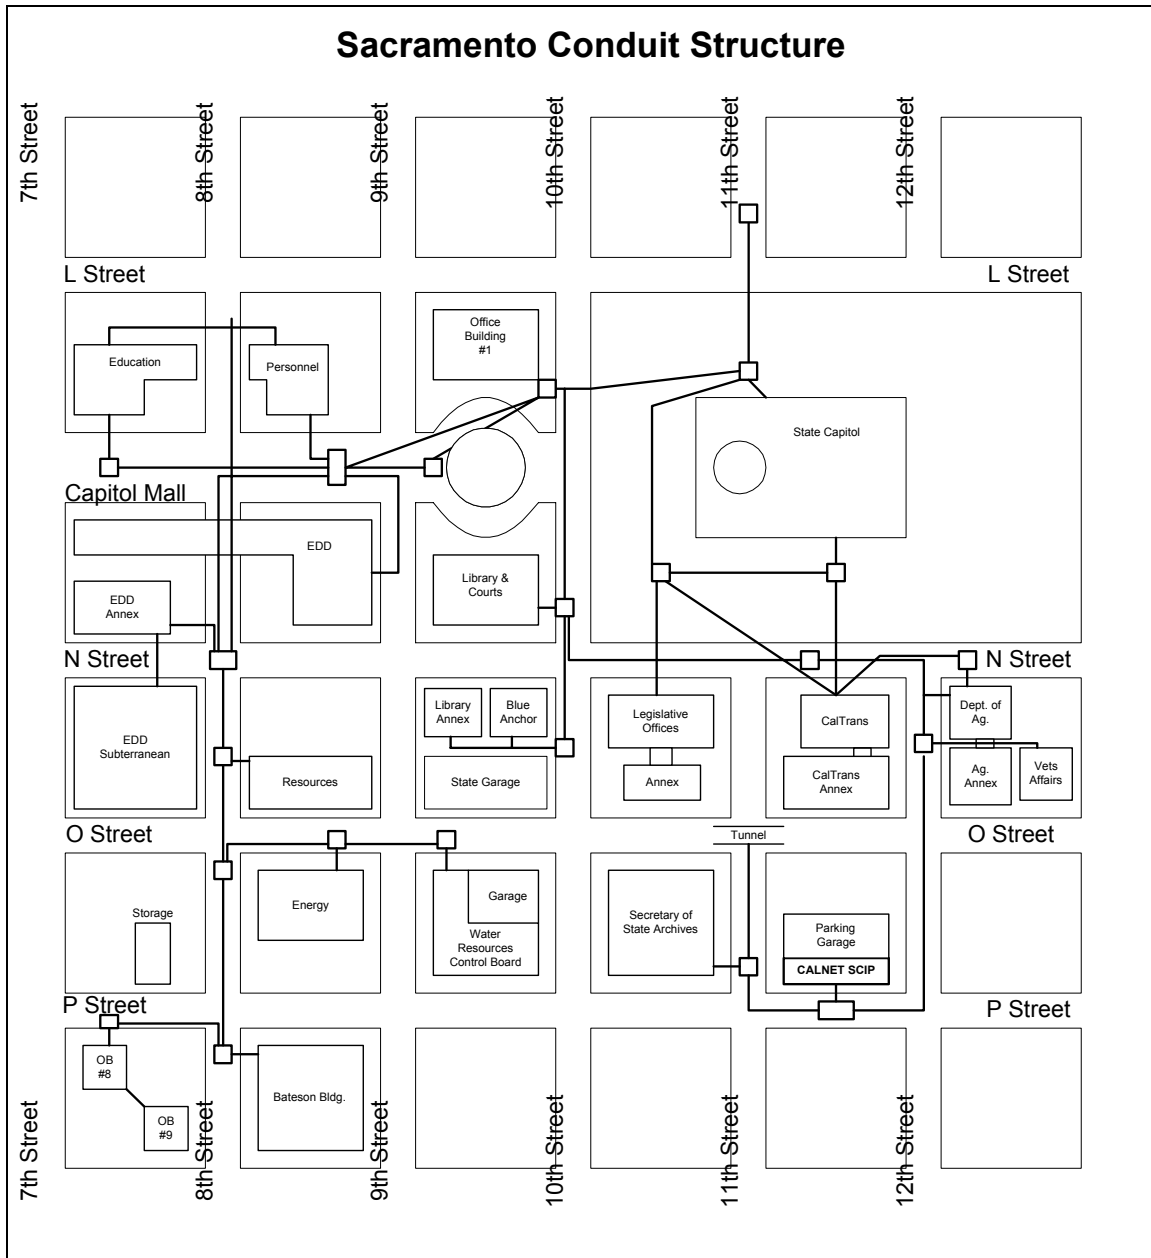 Sacramento Conduit Structure
7th Street
8th Street
9th Street
10th Street
11th Street
12th Street
L Street
L Street
Office
Building
#1
Education
Personnel
State Capitol
Capitol Mall
EDD
Library &
Courts
EDD
Annex
N Street
N Street
Library
Annex
Blue
Anchor
Legislative
Offices
CalTrans
Dept. of
Ag.
EDD
Subterranean
Resources
State Garage
Annex
CalTrans
Annex
Ag.
Annex
Vets
Affairs
O Street
Tunnel
O Street
Storage
Energy
Garage
Water
Resources
Control Board
Secretary of
State Archives
Parking
Garage
CALNET SCIP
P Street
P Street
OB
#8
OB
#9
Bateson Bldg.
7th Street
8th Street
9th Street
10th Street
11th Street
12th Street